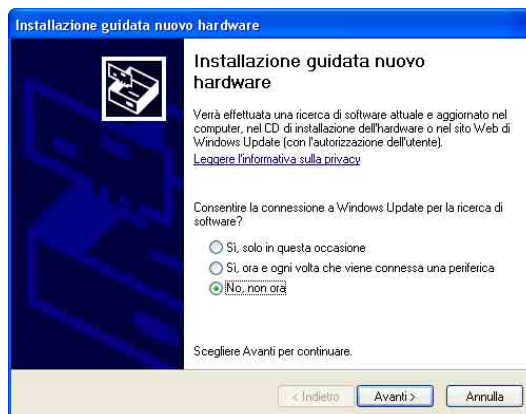 Installazione guidata nuovo hardware
Installazione guidata nuovo
hardware
Verrà effettuata una ricerca di software attuale e aggiornato nel
computer, nel CD di installazione dell'hardware o nel sito Web di
Windows Update (con l'autorizzazione dell'utente).
Leggere l'informativa sulla privacy
Consentire la connessione a Windows Update per la ricerca di
software?
Sì, solo in questa occasione
Sì, ora e ogni volta che viene connessa una periferica
No, non ora
Scegliere Avanti per continuare.
< Indietro Avanti > Annulla